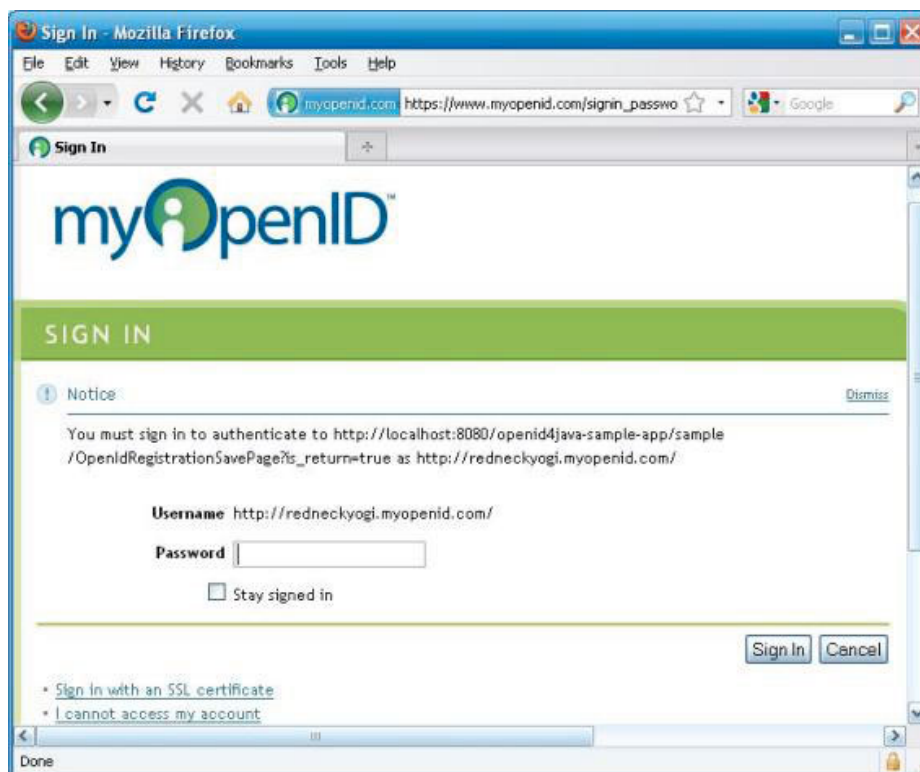 Sign In - Mozilla Firefox
File Edit View History Bookmarks Tools Help
myopenid.com https://www.myopenid.com/signin_passwo Google
Sign In
myOpenID™
SIGN IN
! Notice Dismiss
You must sign in to authenticate to http://localhost:8080/openid4java-sample-app/sample
/OpenIdRegistrationSavePage?is_return=true as http://redneckyogi.myopenid.com/
Username http://redneckyogi.myopenid.com/
Password
Stay signed in
Sign In Cancel
• Sign in with an SSL certificate
• I cannot access my account
Done